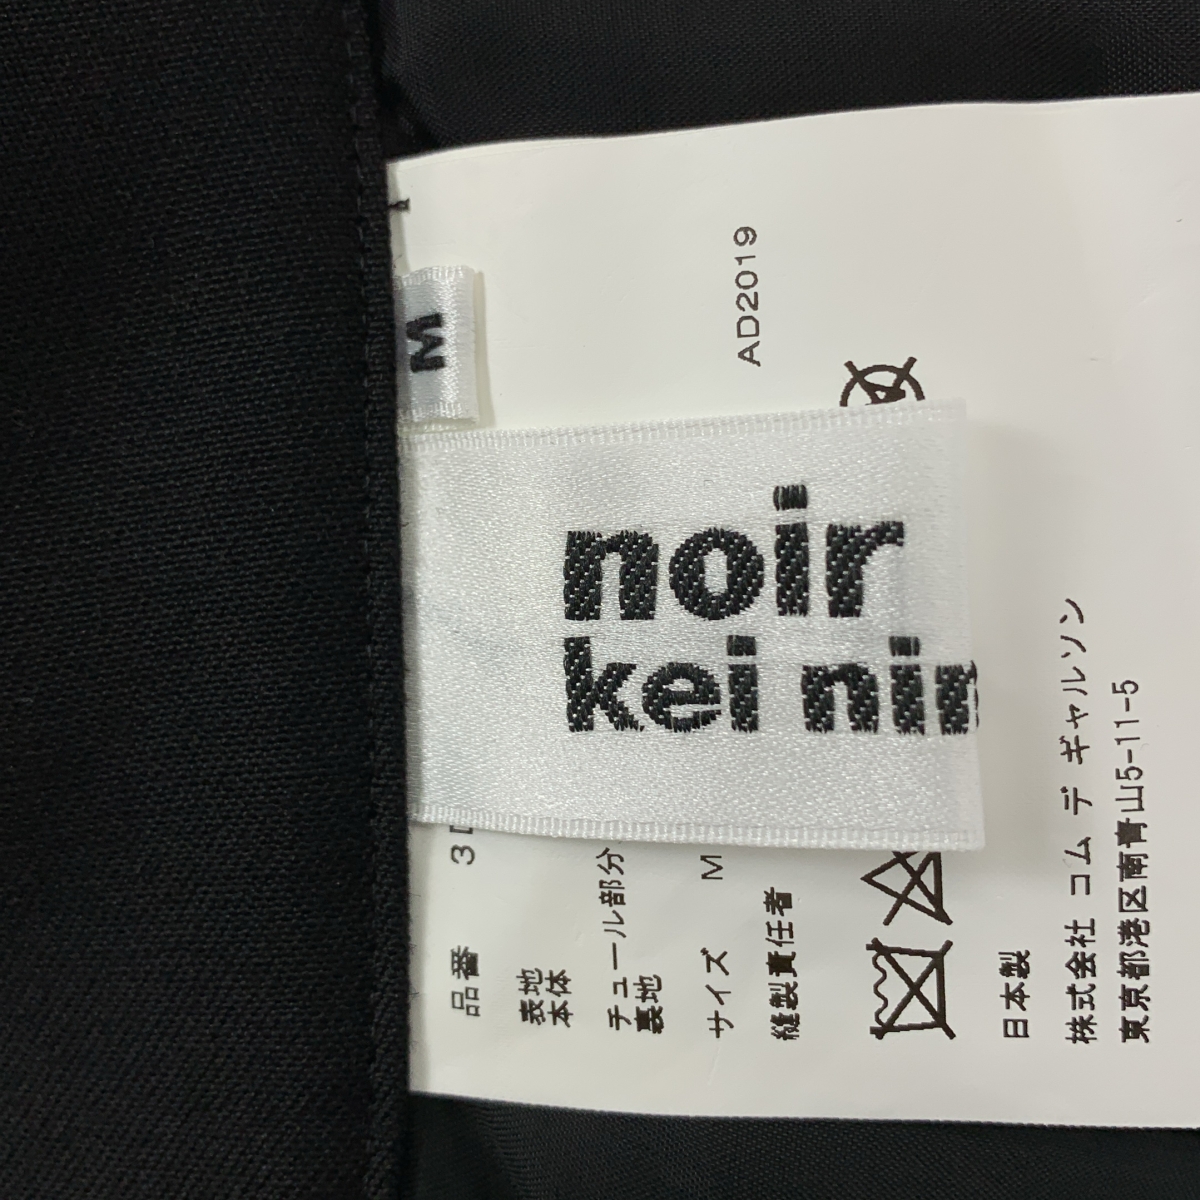 M
AD2019
noir
kei nin
品番 3
表地
本体
チュール部分
裏地
サイズ M
縫製責任者
日本製
株式会社 コム デ ギャルソン
東京都港区南青山5-11-5